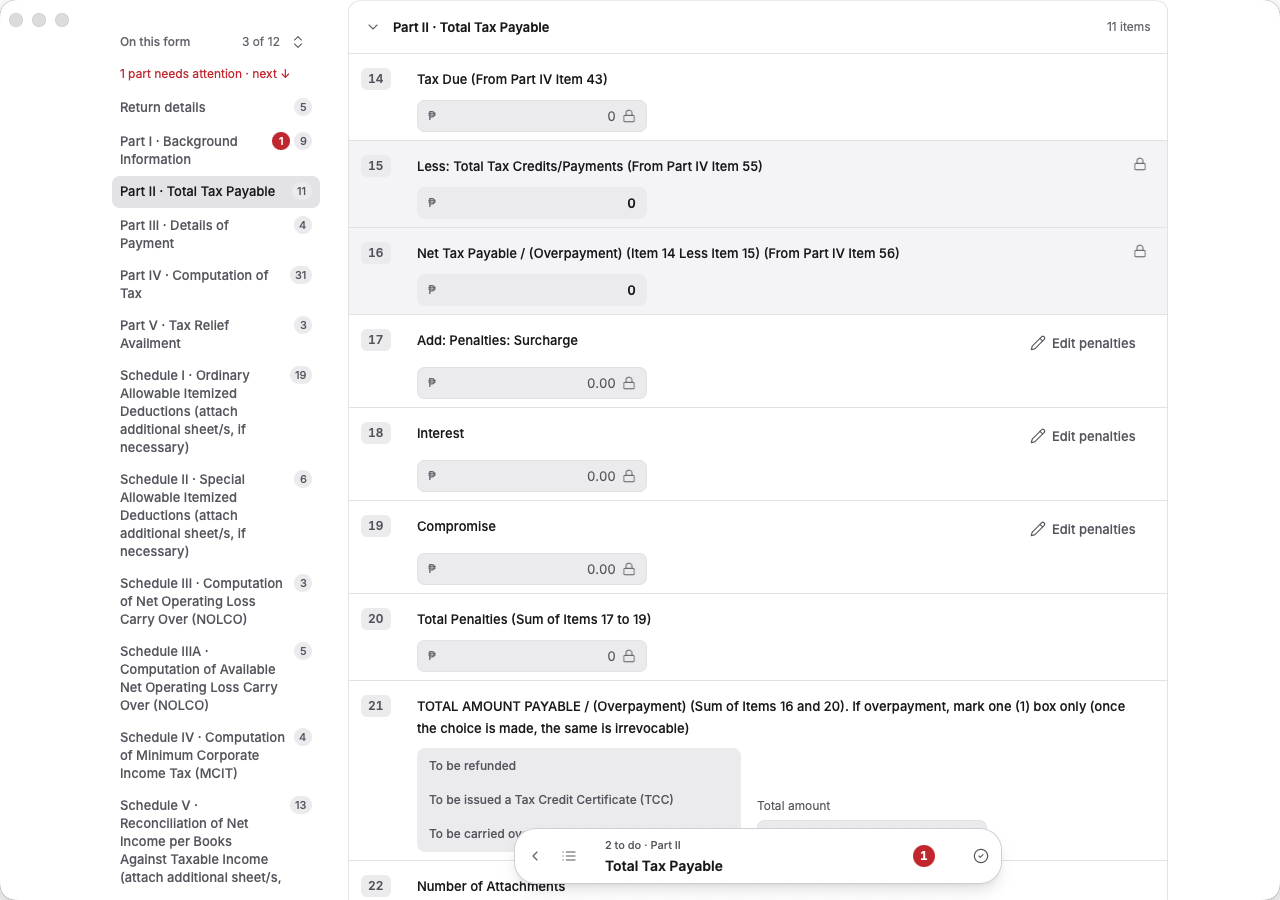 On this form
3 of 12
1 part needs attention · next ↓
Return details
5
Part I · Background
Information
1
9
Part II · Total Tax Payable
11
Part III · Details of
Payment
4
Part IV · Computation of
Tax
31
Part V · Tax Relief
Availment
3
Schedule I · Ordinary
Allowable Itemized
Deductions (attach
additional sheet/s, if
necessary)
19
Schedule II · Special
Allowable Itemized
Deductions (attach
additional sheet/s, if
necessary)
6
Schedule III · Computation
of Net Operating Loss
Carry Over (NOLCO)
3
Schedule IIIA ·
Computation of Available
Net Operating Loss Carry
Over (NOLCO)
5
Schedule IV · Computation
of Minimum Corporate
Income Tax (MCIT)
4
Schedule V ·
Reconciliation of Net
Income per Books
Against Taxable Income
(attach additional sheet/s,
13
Part II · Total Tax Payable
11 items
14
Tax Due (From Part IV Item 43)
₱ 0
15
Less: Total Tax Credits/Payments (From Part IV Item 55)
₱ 0
16
Net Tax Payable / (Overpayment) (Item 14 Less Item 15) (From Part IV Item 56)
₱ 0
17
Add: Penalties: Surcharge
Edit penalties
₱ 0.00
18
Interest
Edit penalties
₱ 0.00
19
Compromise
Edit penalties
₱ 0.00
20
Total Penalties (Sum of Items 17 to 19)
₱ 0
21
TOTAL AMOUNT PAYABLE / (Overpayment) (Sum of Items 16 and 20). If overpayment, mark one (1) box only (once
the choice is made, the same is irrevocable)
To be refunded
To be issued a Tax Credit Certificate (TCC)
To be carried ov
Total amount
2 to do · Part II
Total Tax Payable
1
22
Number of Attachments